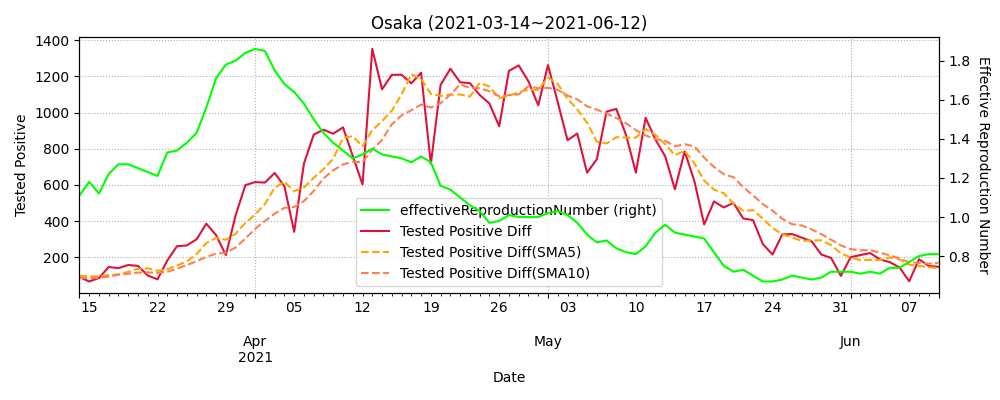 Osaka (2021-03-14~2021-06-12)
Tested Positive
1400
1200
1000
800
600
400
200
1.8
1.6
1.4
1.2
1.0
0.8
Effective Reproduction Number
effectiveReproductionNumber (right)
Tested Positive Diff
Tested Positive Diff(SMA5)
Tested Positive Diff(SMA10)
15 22 29 05 12 19 26 03 10 17 24 31 07
Apr May Jun
2021
Date